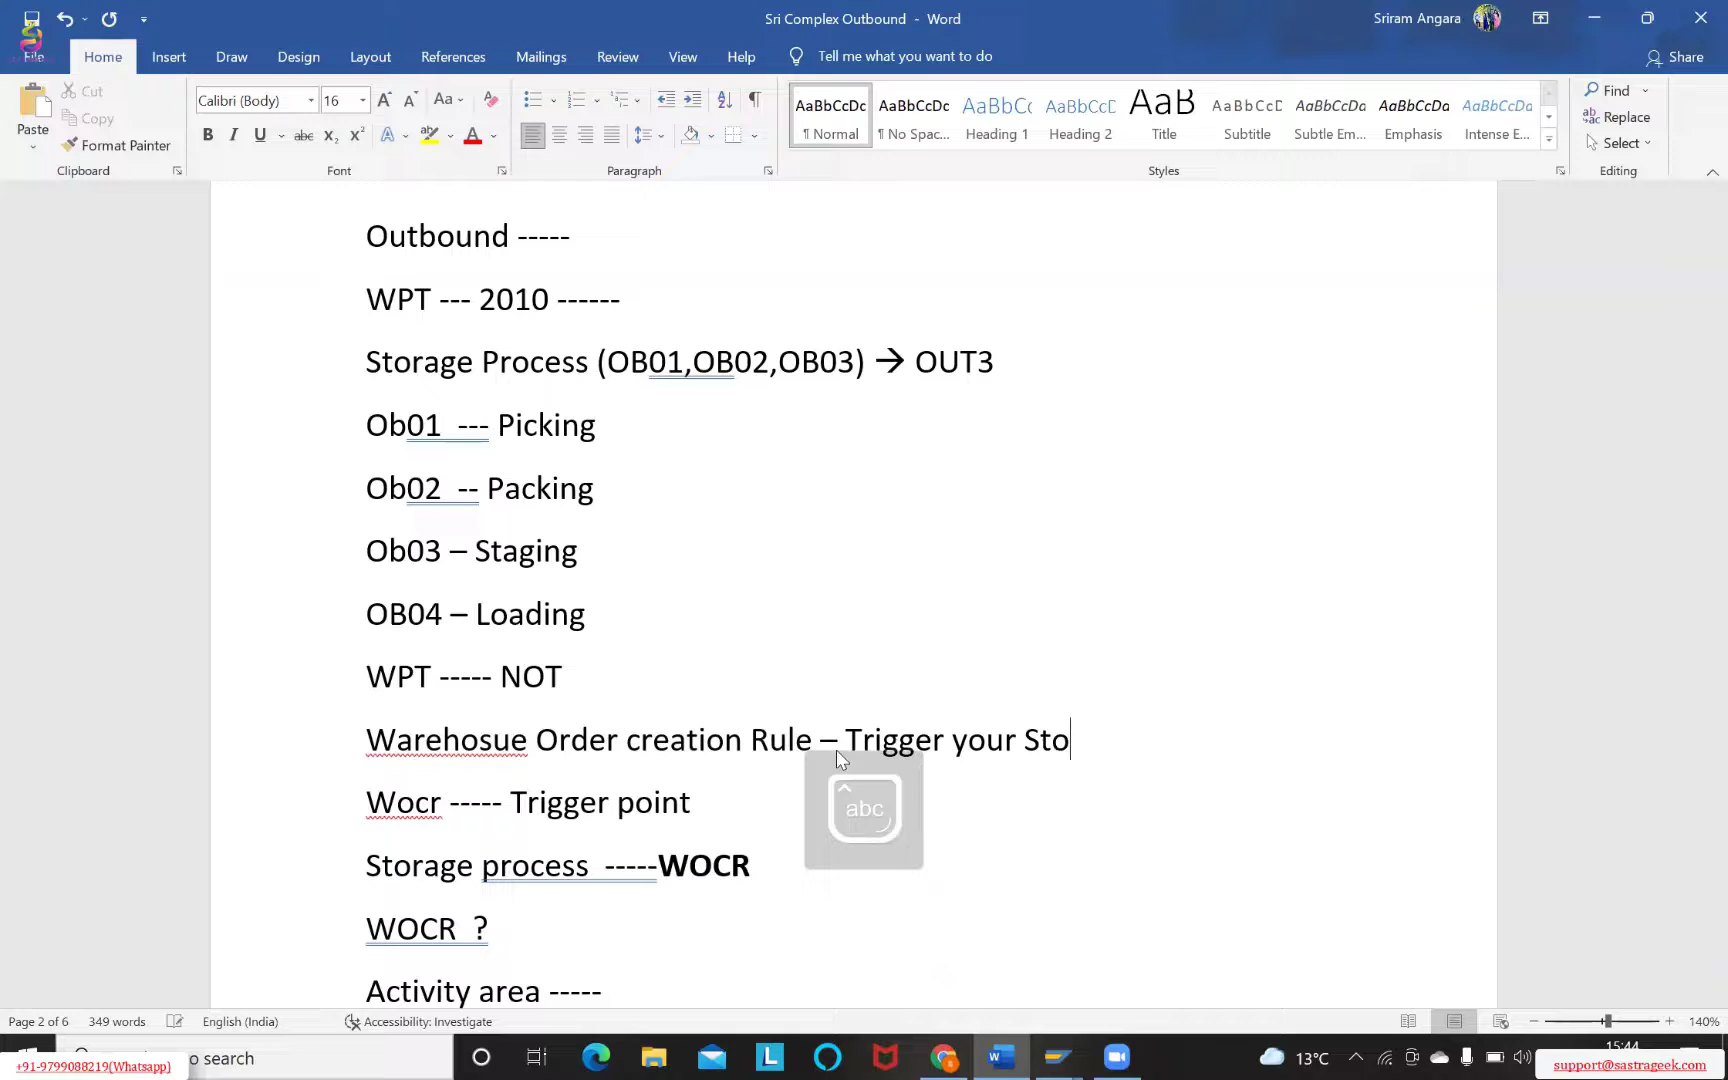 Sri Complex Outbound - Word
Sriram Angara
File Home Insert Draw Design Layout References Mailings Review View Help Tell me what you want to do Share
Paste
Cut
Copy
Format Painter
Clipboard
Calibri (Body) 16
Font
Paragraph
AaBbCcDc AaBbCcDc AaBbCc AaBbCcD AaB AaBbCcD AaBbCcDc AaBbCcDc AaBbCcDc
¶ Normal ¶ No Spac... Heading 1 Heading 2 Title Subtitle Subtle Em... Emphasis Intense E...
Styles
Find
Replace
Select
Editing
Outbound -----
WPT --- 2010 ------
Storage Process (OB01,OB02,OB03) → OUT3
Ob01 --- Picking
Ob02 -- Packing
Ob03 – Staging
OB04 – Loading
WPT ----- NOT
Warehosue Order creation Rule – Trigger your Sto
abc
Wocr ----- Trigger point
Storage process -----WOCR
WOCR ?
Activity area -----
Page 2 of 6 349 words English (India) Accessibility: Investigate 140%
to search
13°C
15:44
+91-9799088219(Whatsapp)
support@sastrageek.com